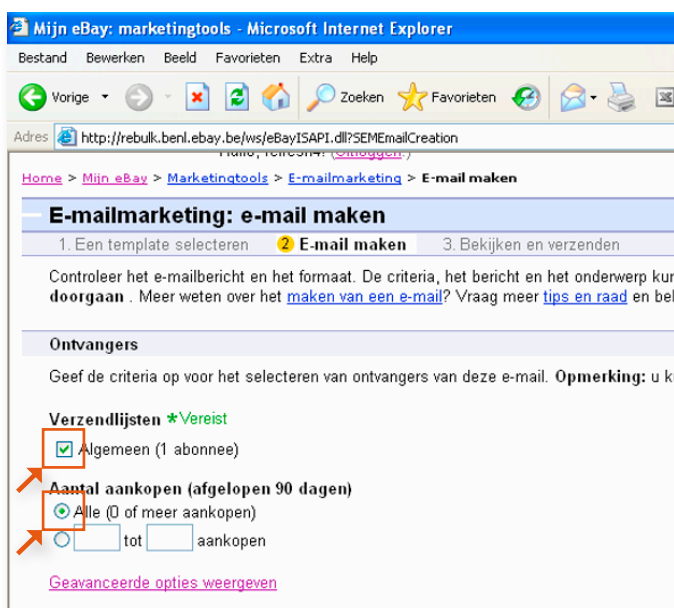 Mijn eBay: marketingtools - Microsoft Internet Explorer
Bestand Bewerken Beeld Favorieten Extra Help
Vorige Zoeken Favorieten
Adres http://rebulk.benl.ebay.be/ws/eBayISAPI.dll?SEMEmailCreation
Home > Mijn eBay > Marketingtools > E-mailmarketing > E-mail maken
E-mailmarketing: e-mail maken
1. Een template selecteren 2 E-mail maken 3. Bekijken en verzenden
Controleer het e-mailbericht en het formaat. De criteria, het bericht en het onderwerp kur
doorgaan . Meer weten over het maken van een e-mail? Vraag meer tips en raad en bel
Ontvangers
Geef de criteria op voor het selecteren van ontvangers van deze e-mail. Opmerking: u k
Verzendlijsten *Vereist
Algemeen (1 abonnee)
Aantal aankopen (afgelopen 90 dagen)
Alle (0 of meer aankopen)
tot aankopen
Geavanceerde opties weergeven